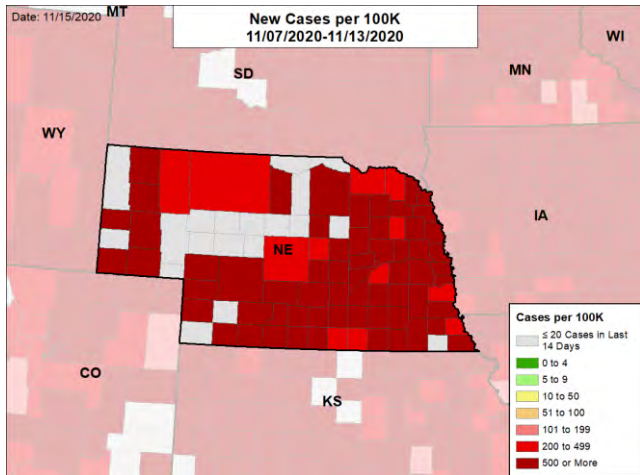 Date: 11/15/2020
MT
New Cases per 100K
11/07/2020-11/13/2020
WI
SD
MN
WY
IA
NE
CO
KS
Cases per 100K
≤ 20 Cases in Last
14 Days
0 to 4
5 to 9
10 to 50
51 to 100
101 to 199
200 to 499
500 or More